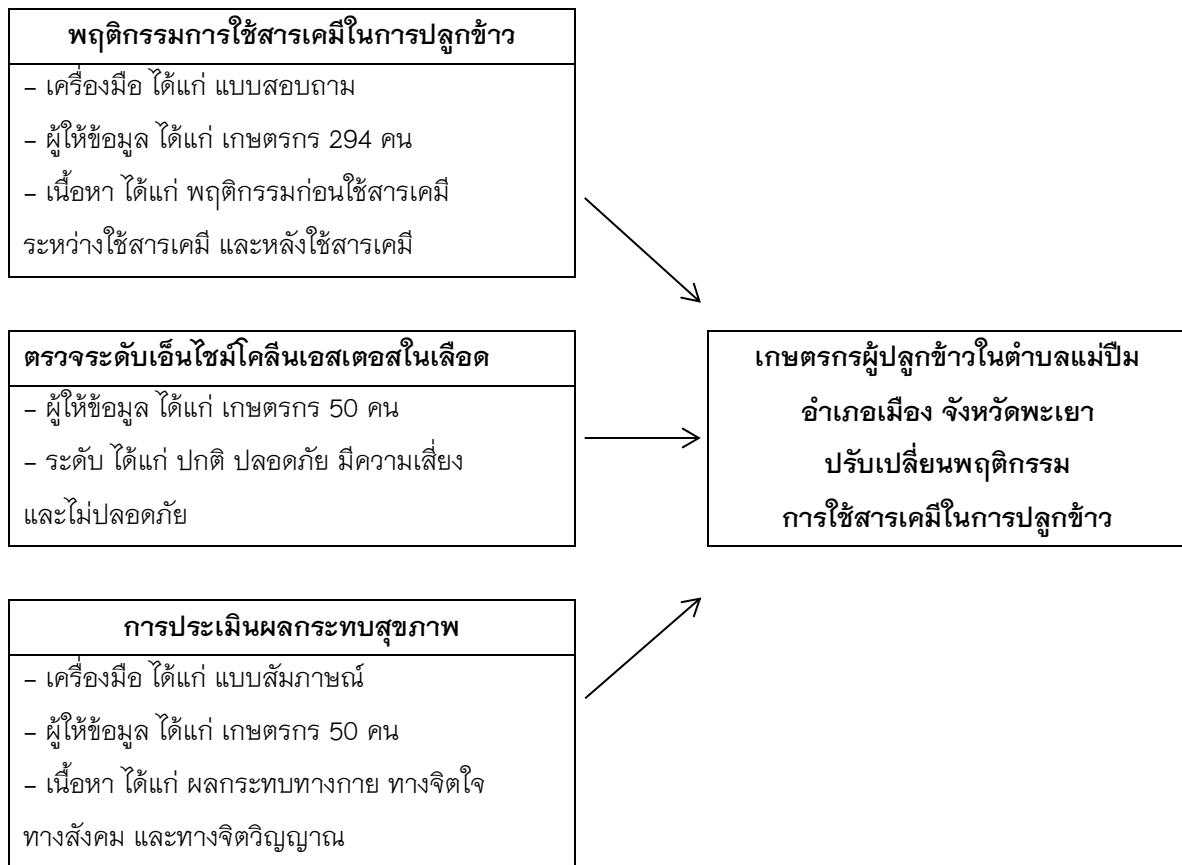 พฤติกรรมการใช้สารเคมีในการปลูกข้าว
– เครื่องมือ ได้แก่ แบบสอบถาม
– ผู้ให้ข้อมูล ได้แก่ เกษตรกร 294 คน
– เนื้อหา ได้แก่ พฤติกรรมก่อนใช้สารเคมี
ระหว่างใช้สารเคมี และหลังใช้สารเคมี
ตรวจระดับเอ็นไซม์โคลีนเอสเตอสในเลือด
– ผู้ให้ข้อมูล ได้แก่ เกษตรกร 50 คน
– ระดับ ได้แก่ ปกติ ปลอดภัย มีความเสี่ยง
และไม่ปลอดภัย
เกษตรกรผู้ปลูกข้าวในตำบลแม่ปืม
อำเภอเมือง จังหวัดพะเยา
ปรับเปลี่ยนพฤติกรรม
การใช้สารเคมีในการปลูกข้าว
การประเมินผลกระทบสุขภาพ
– เครื่องมือ ได้แก่ แบบสัมภาษณ์
– ผู้ให้ข้อมูล ได้แก่ เกษตรกร 50 คน
– เนื้อหา ได้แก่ ผลกระทบทางกาย ทางจิตใจ
ทางสังคม และทางจิตวิญญาณ